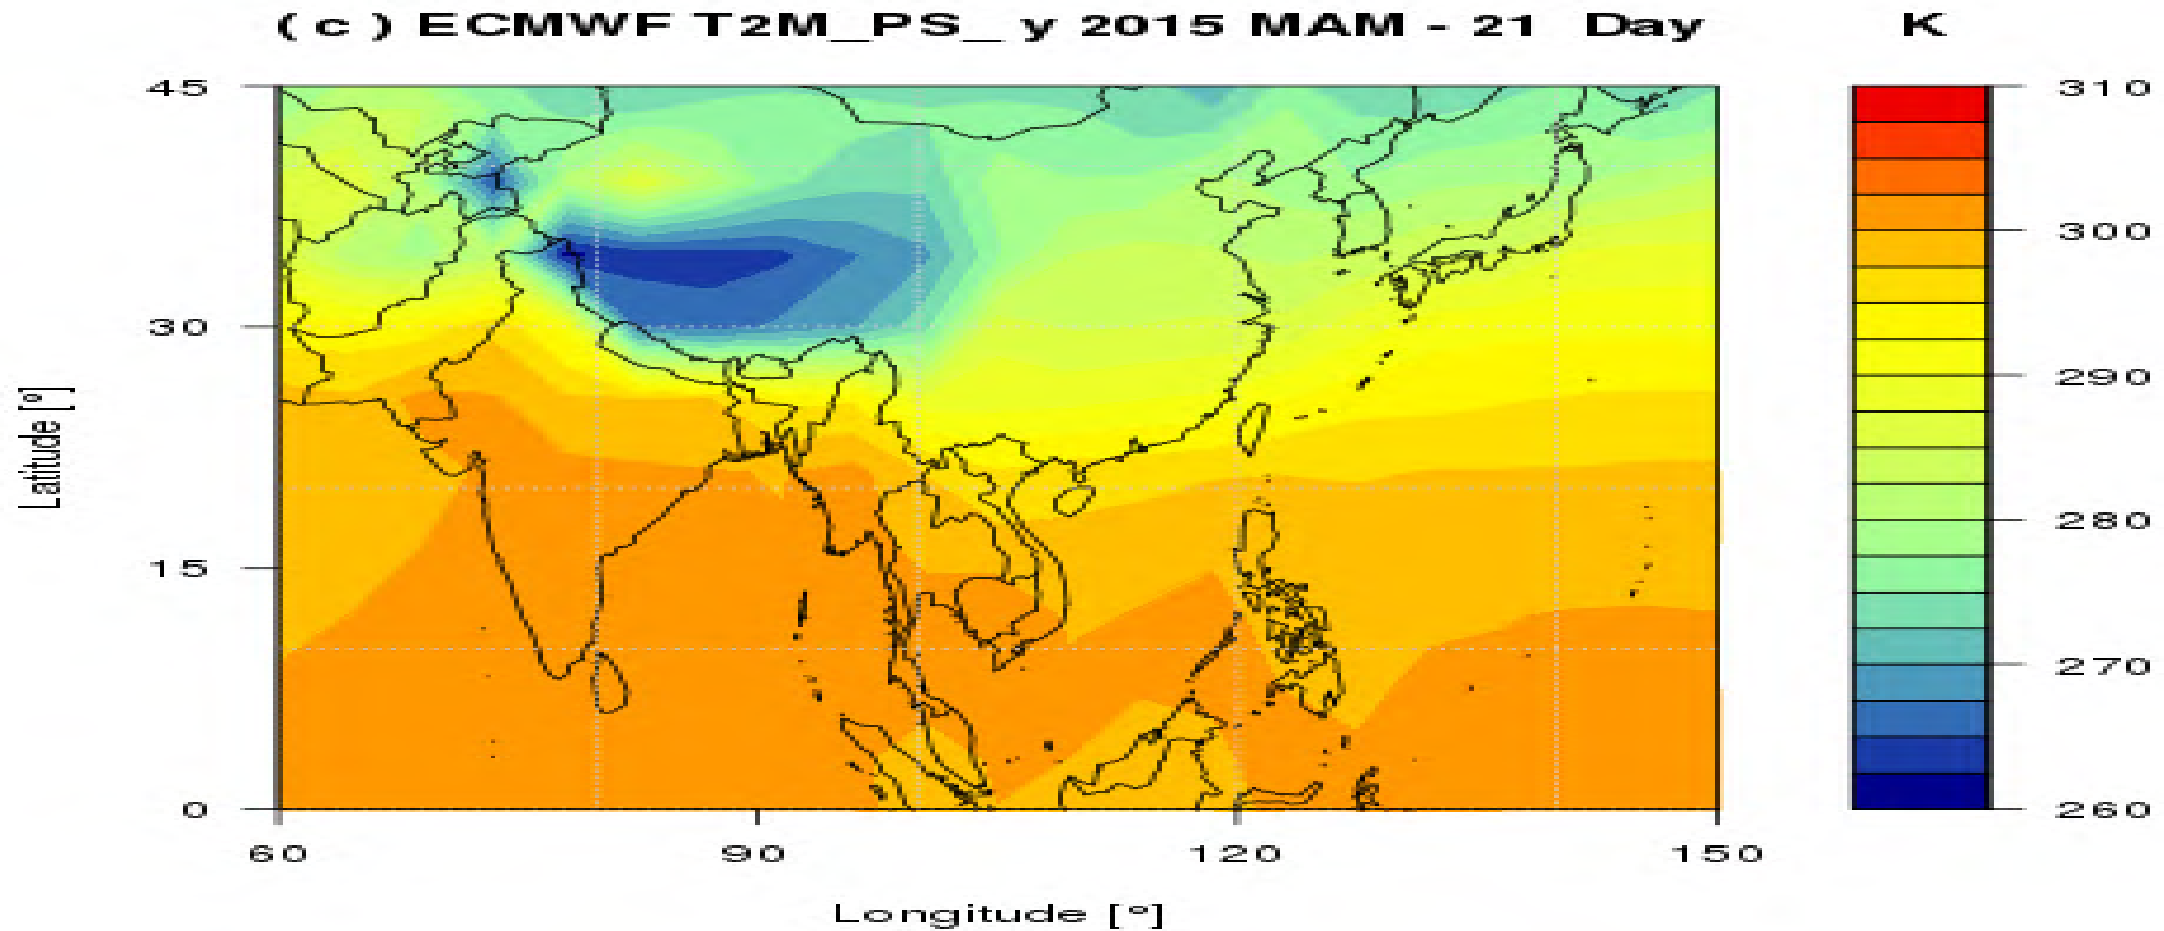 ( c ) ECMWF T2M_PS_ y 2015 MAM - 21 Day K
45
30
15
0
60 90 120 150
Longitude [º]
Latitude [º]
310
300
290
280
270
260